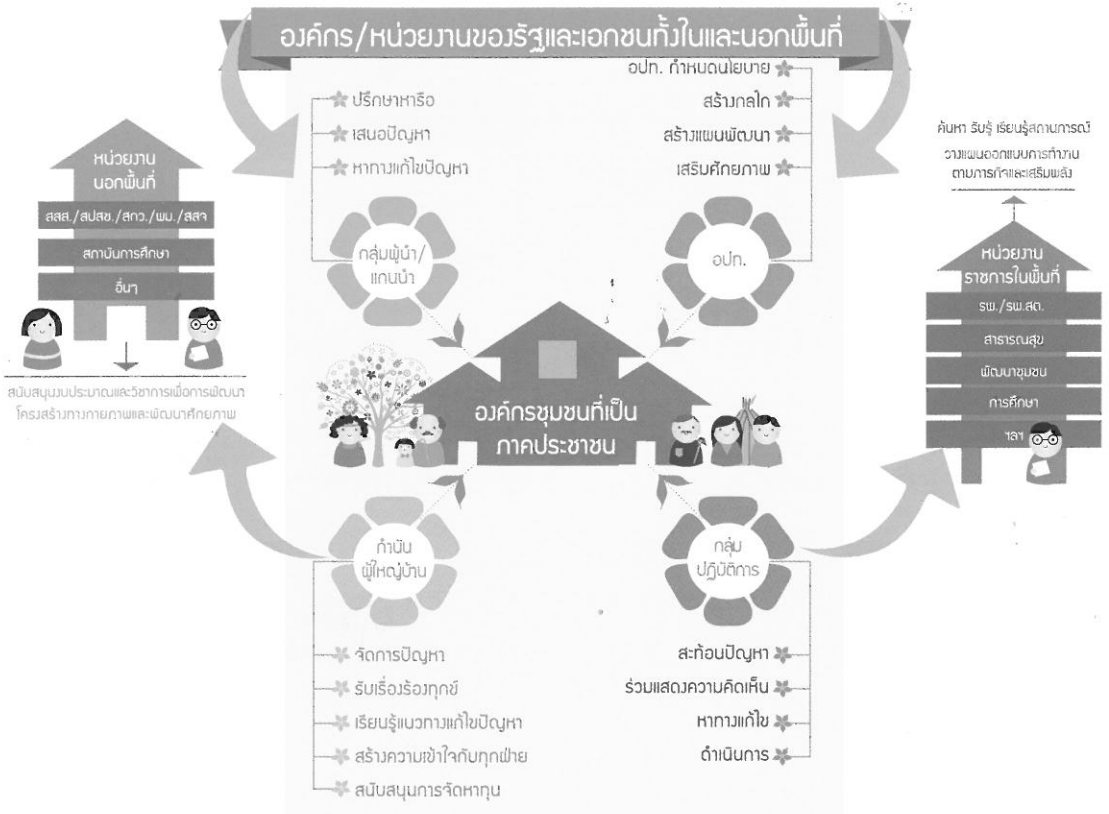 องค์กร/หน่วยงานของรัฐและเอกชนทั้งในและนอกพื้นที่
ปรึกษาหารือ
เสนอปัญหา
หาทางแก้ไขปัญหา
กลุ่มผู้นำ/
แกนนำ
อปท. กำหนดนโยบาย
สร้างกลไก
สร้างแผนพัฒนา
เสริมศักยภาพ
อปท.
หน่วยงาน
นอกพื้นที่
สสส./สปสช./สกว./พม./สสจ
สถาบันการศึกษา
อื่นๆ
สนับสนุนงบประมาณและวิชาการเพื่อการพัฒนา
โครงสร้างทางกายภาพและพัฒนาศักยภาพ
ค้นหา รับรู้ เรียนรู้สถานการณ์
วางแผนออกแบบการทำงาน
ตามภารกิจและเสริมพลัง
หน่วยงาน
ราชการในพื้นที่
รพ./รพ.สต.
สาธารณสุข
พัฒนาชุมชน
การศึกษา
ฯลฯ
องค์กรชุมชนที่เป็น
ภาคประชาชน
กำนัน
ผู้ใหญ่บ้าน
จัดการปัญหา
รับเรื่องร้องทุกข์
เรียนรู้แนวทางแก้ไขปัญหา
สร้างความเข้าใจกับทุกฝ่าย
สนับสนุนการจัดหาทุน
กลุ่ม
ปฏิบัติการ
สะท้อนปัญหา
ร่วมแสดงความคิดเห็น
หาทางแก้ไข
ดำเนินการ